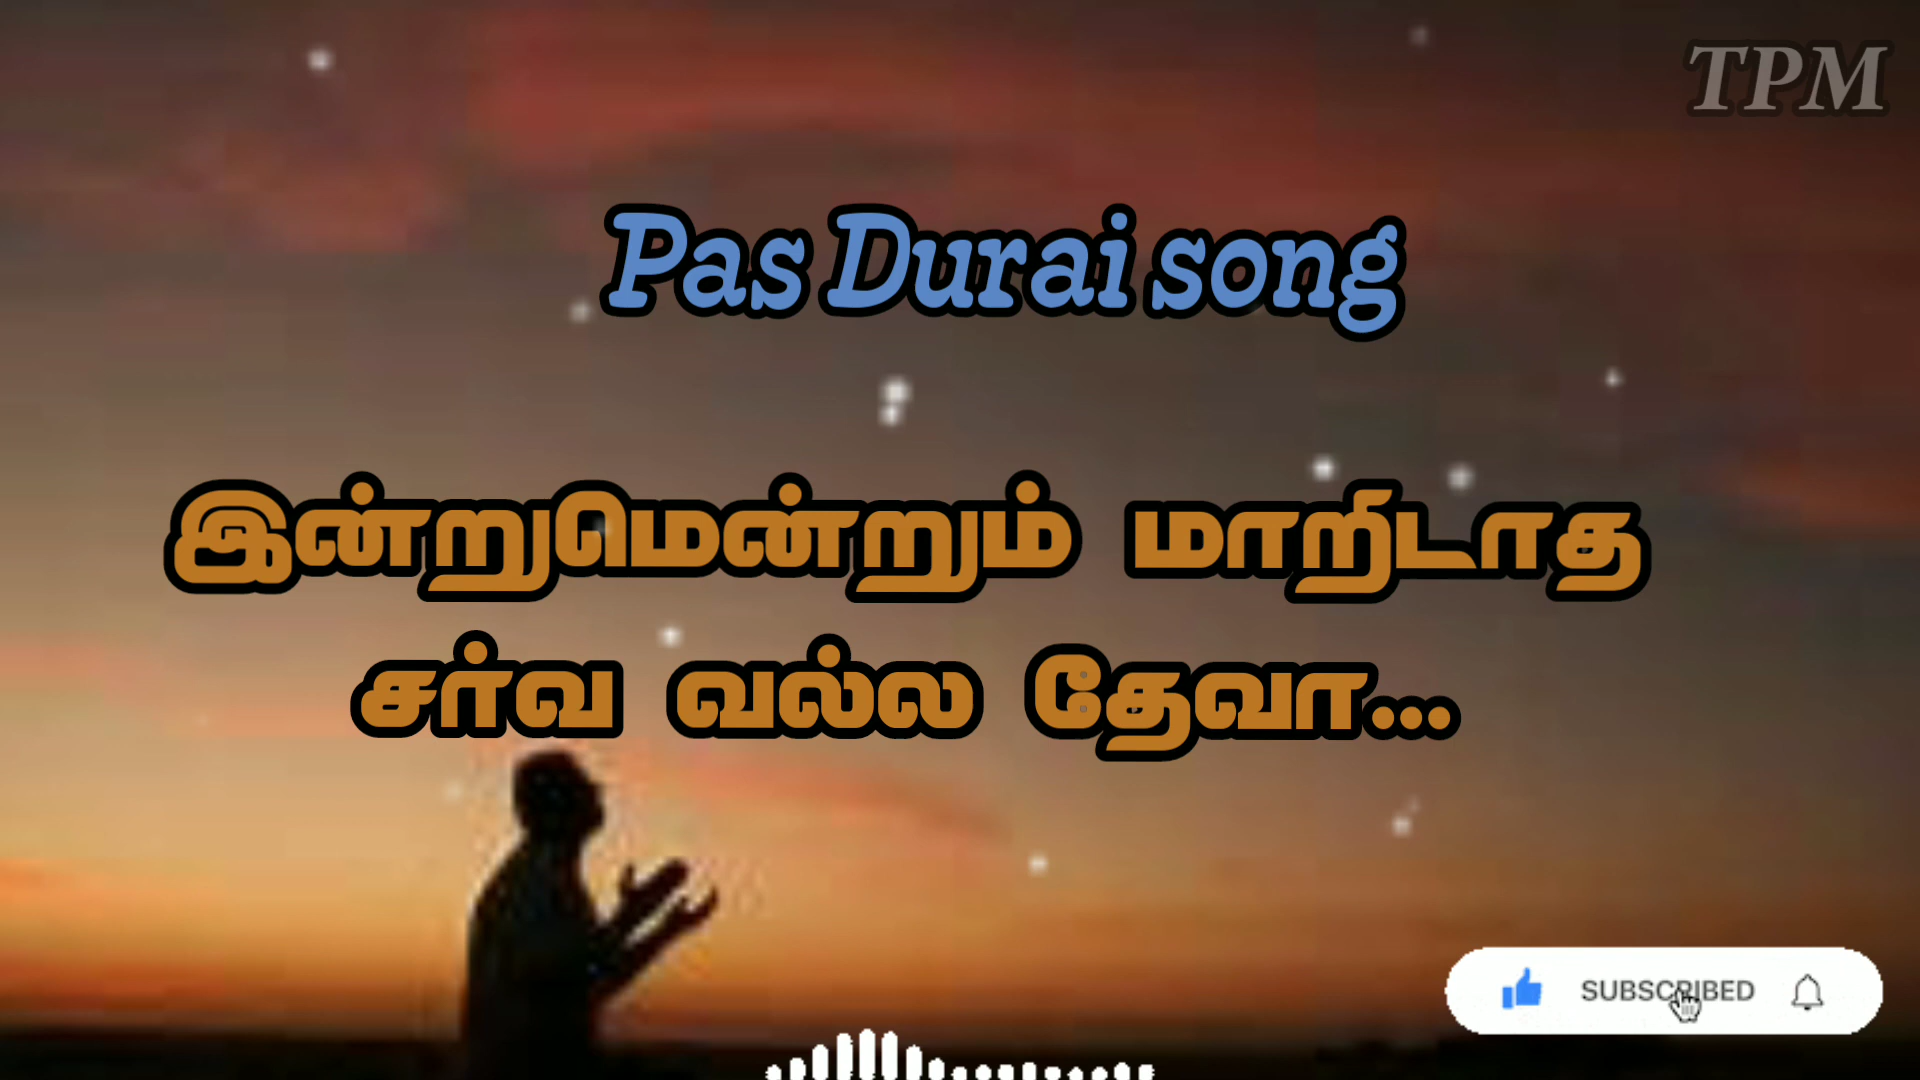 TPM
Pas Durai song
இன்றுமென்றும் மாறிடாத
சர்வ வல்ல தேவா...
SUBSCRIBED